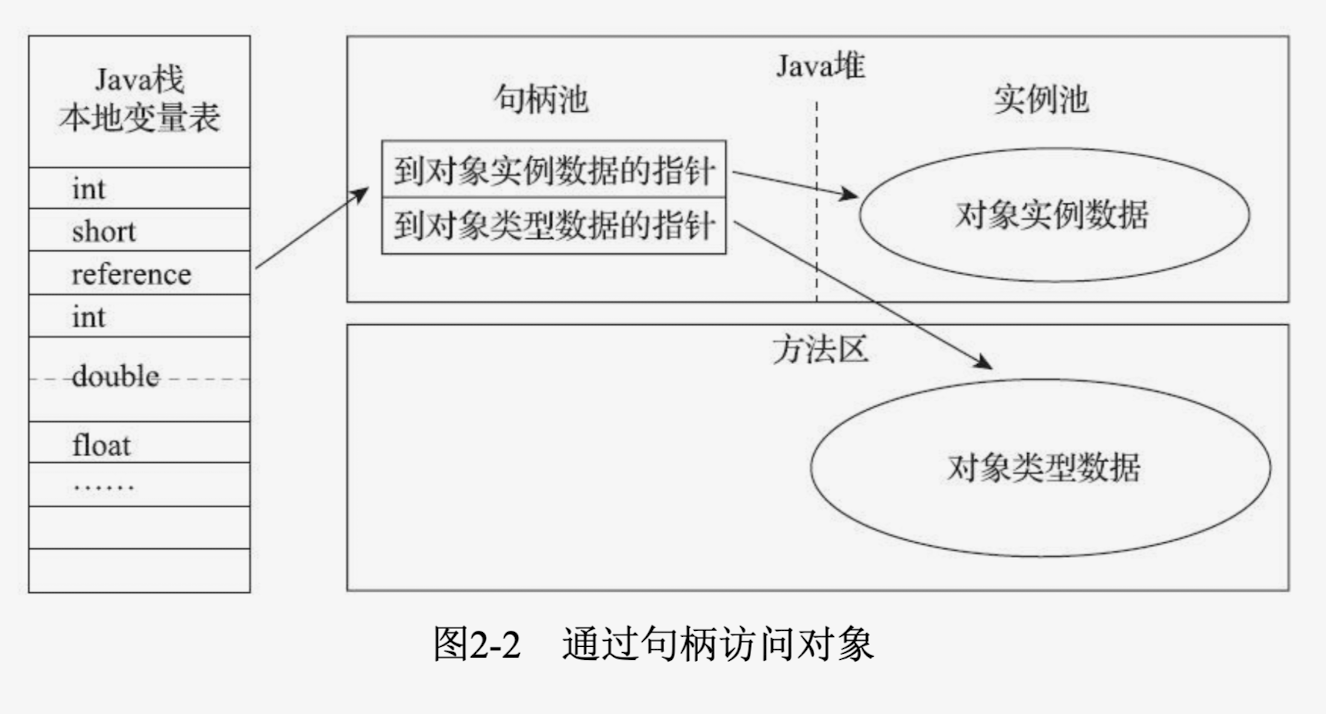 Java栈
本地变量表
int
short
reference
int
double
float
……
Java堆
句柄池
实例池
到对象实例数据的指针
到对象类型数据的指针
对象实例数据
方法区
对象类型数据
图2-2 通过句柄访问对象